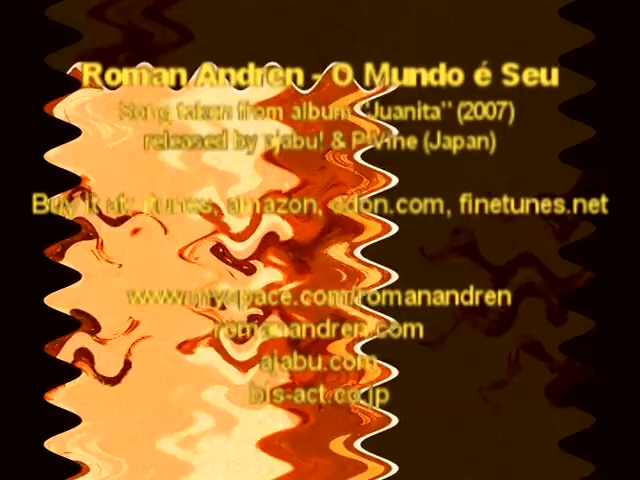 Roman Andren - O Mundo é Seu
Song taken from album "Juanita" (2007)
released by ajabu! & P-Vine (Japan)
Buy it at: itunes, amazon, cdon.com, finetunes.net
www.myspace.com/romanandren
romanandren.com
ajabu.com
bls-act.co.jp